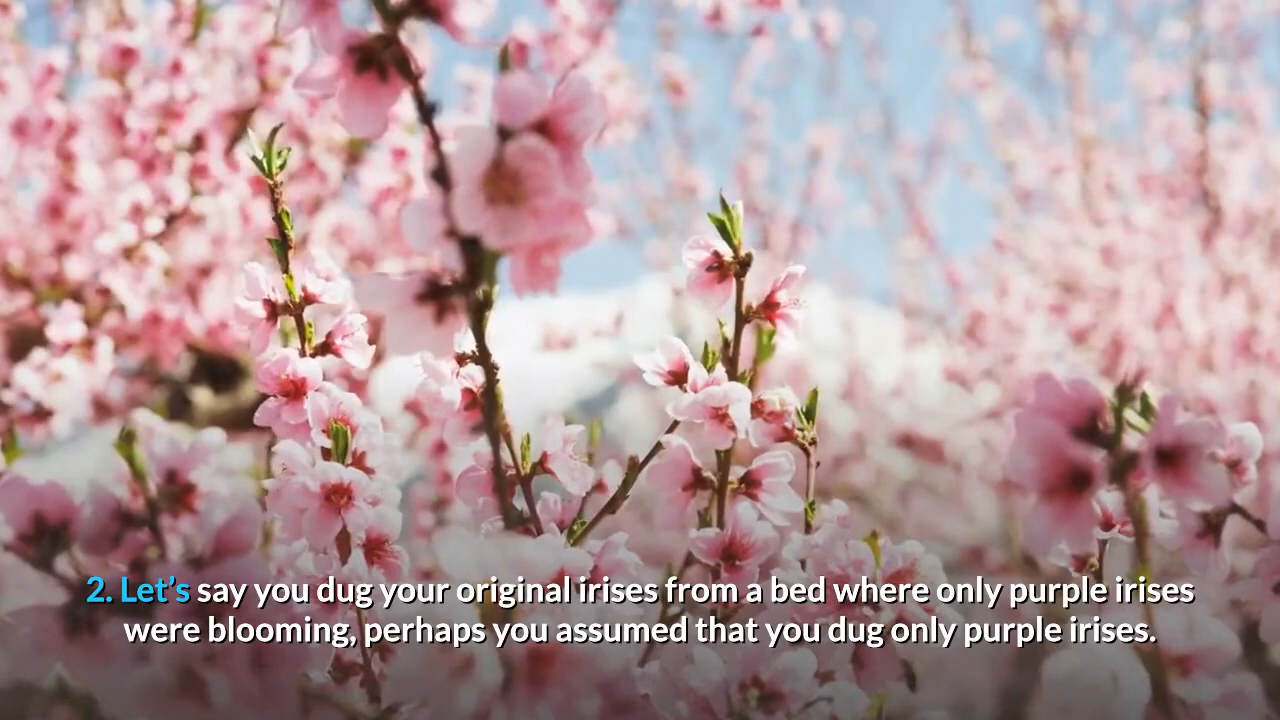 2. Let’s say you dug your original irises from a bed where only purple irises
were blooming, perhaps you assumed that you dug only purple irises.